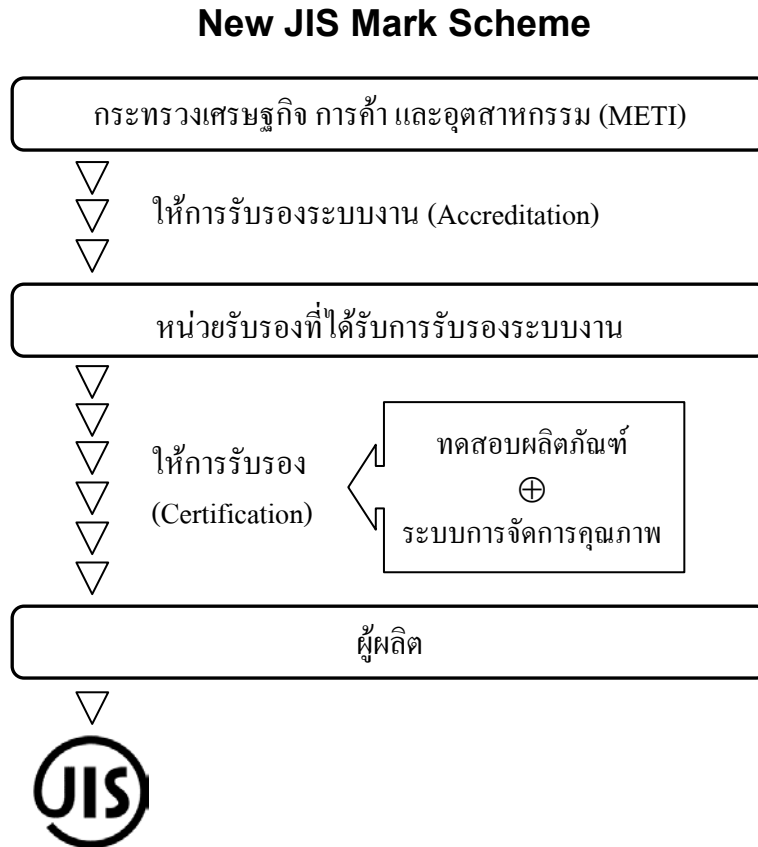 New JIS Mark Scheme
กระทรวงเศรษฐกิจ การค้า และอุตสาหกรรม (METI)
ให้การรับรองระบบงาน (Accreditation)
หน่วยรับรองที่ได้รับการรับรองระบบงาน
ให้การรับรอง
(Certification)
ทดสอบผลิตภัณฑ์
⊕
ระบบการจัดการคุณภาพ
ผู้ผลิต
JIS